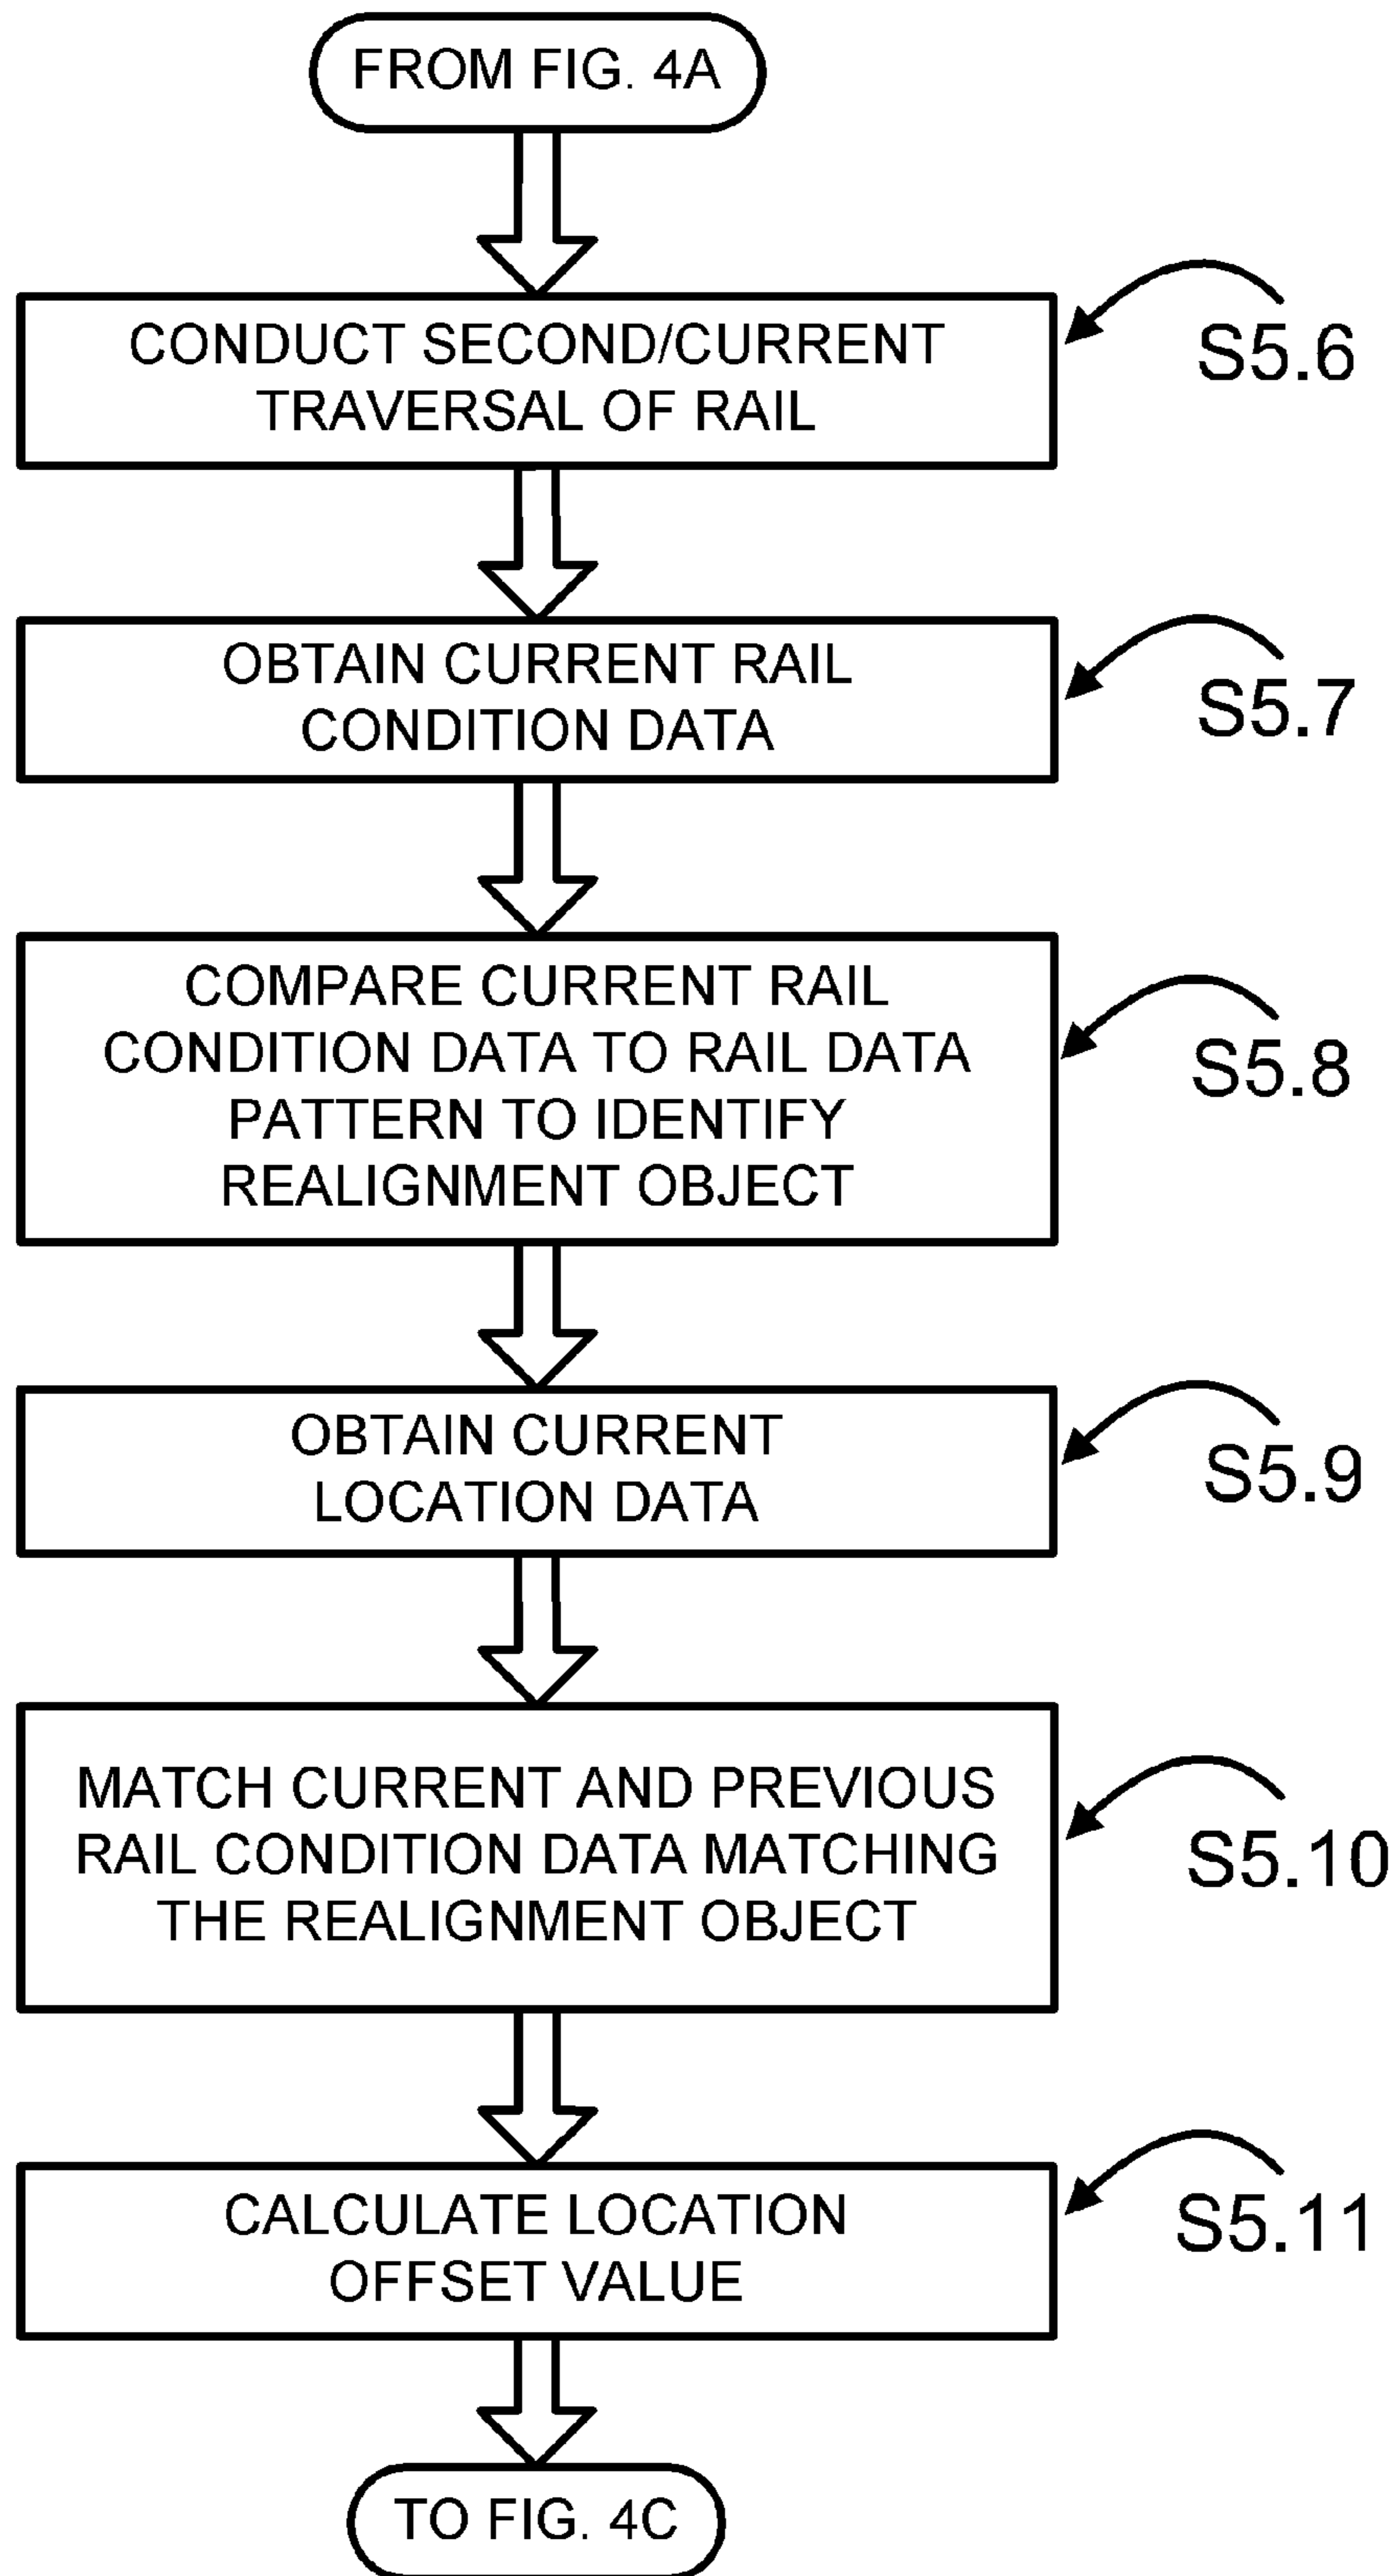 FROM FIG. 4A
CONDUCT SECOND/CURRENT
TRAVERSAL OF RAIL
S5.6
OBTAIN CURRENT RAIL
CONDITION DATA
S5.7
COMPARE CURRENT RAIL
CONDITION DATA TO RAIL DATA
PATTERN TO IDENTIFY
REALIGNMENT OBJECT
S5.8
OBTAIN CURRENT
LOCATION DATA
S5.9
MATCH CURRENT AND PREVIOUS
RAIL CONDITION DATA MATCHING
THE REALIGNMENT OBJECT
S5.10
CALCULATE LOCATION
OFFSET VALUE
S5.11
TO FIG. 4C